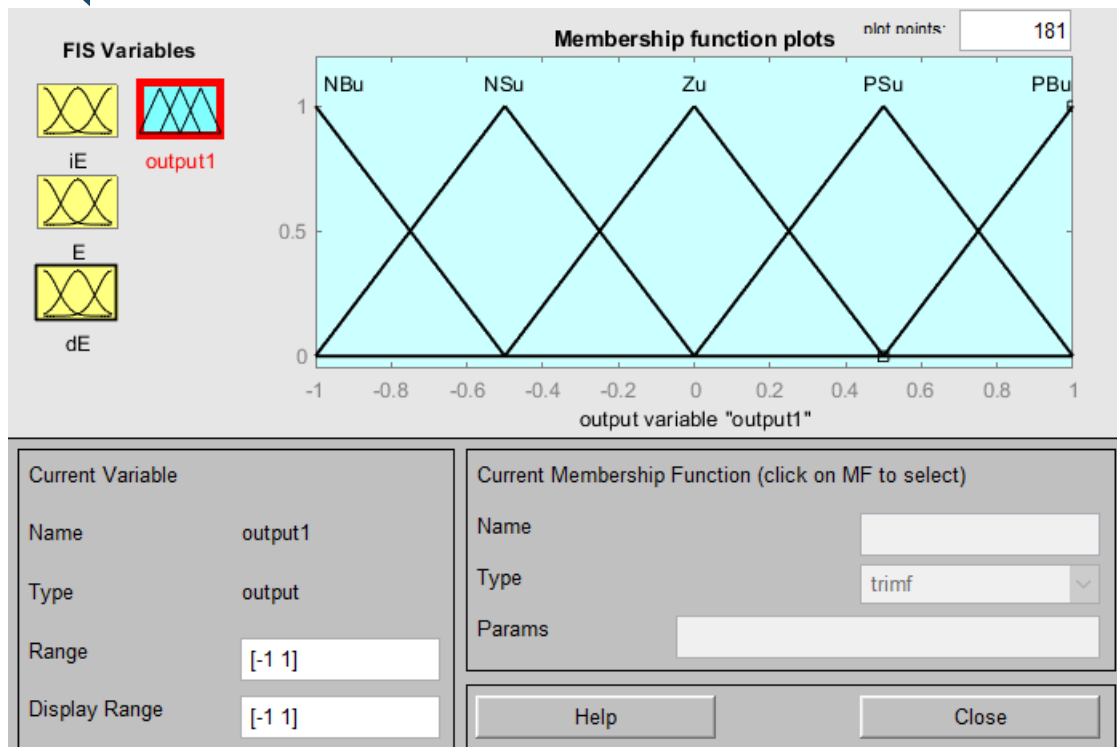 FIS Variables
Membership function plots
plot points:
181
iE
output1
E
dE
NBu
NSu
Zu
PSu
PBu
1
0.5
0
-1
-0.8
-0.6
-0.4
-0.2
0
0.2
0.4
0.6
0.8
1
output variable "output1"
Current Variable
Name
output1
Type
output
Range
[-1 1]
Display Range
[-1 1]
Current Membership Function (click on MF to select)
Name
Type
trimf
Params
Help
Close